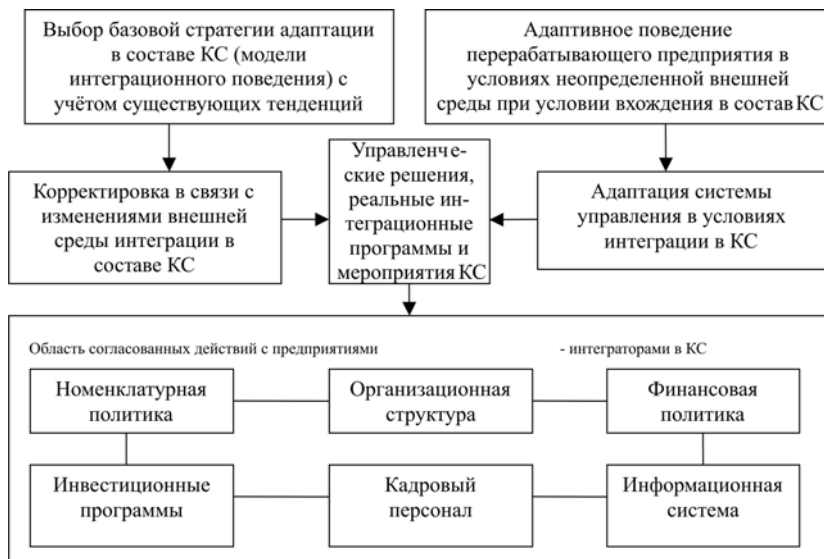 Выбор базовой стратегии адаптации
в составе КС (модели
интеграционного поведения) с
учётом существующих тенденций
Адаптивное поведение
перерабатывающего предприятия в
условиях неопределенной внешней
среды при условии вхождения в состав КС
Корректировка в связи с
изменениями внешней
среды интеграции в
составе КС
Управленче-
ские решения,
реальные ин-
теграционные
программы и
мероприятия КС
Адаптация системы
управления в условиях
интеграции в КС
Область согласованных действий с предприятиями - интеграторами в КС
Номенклатурная
политика
Организационная
структура
Финансовая
политика
Инвестиционные
программы
Кадровый
персонал
Информационная
система